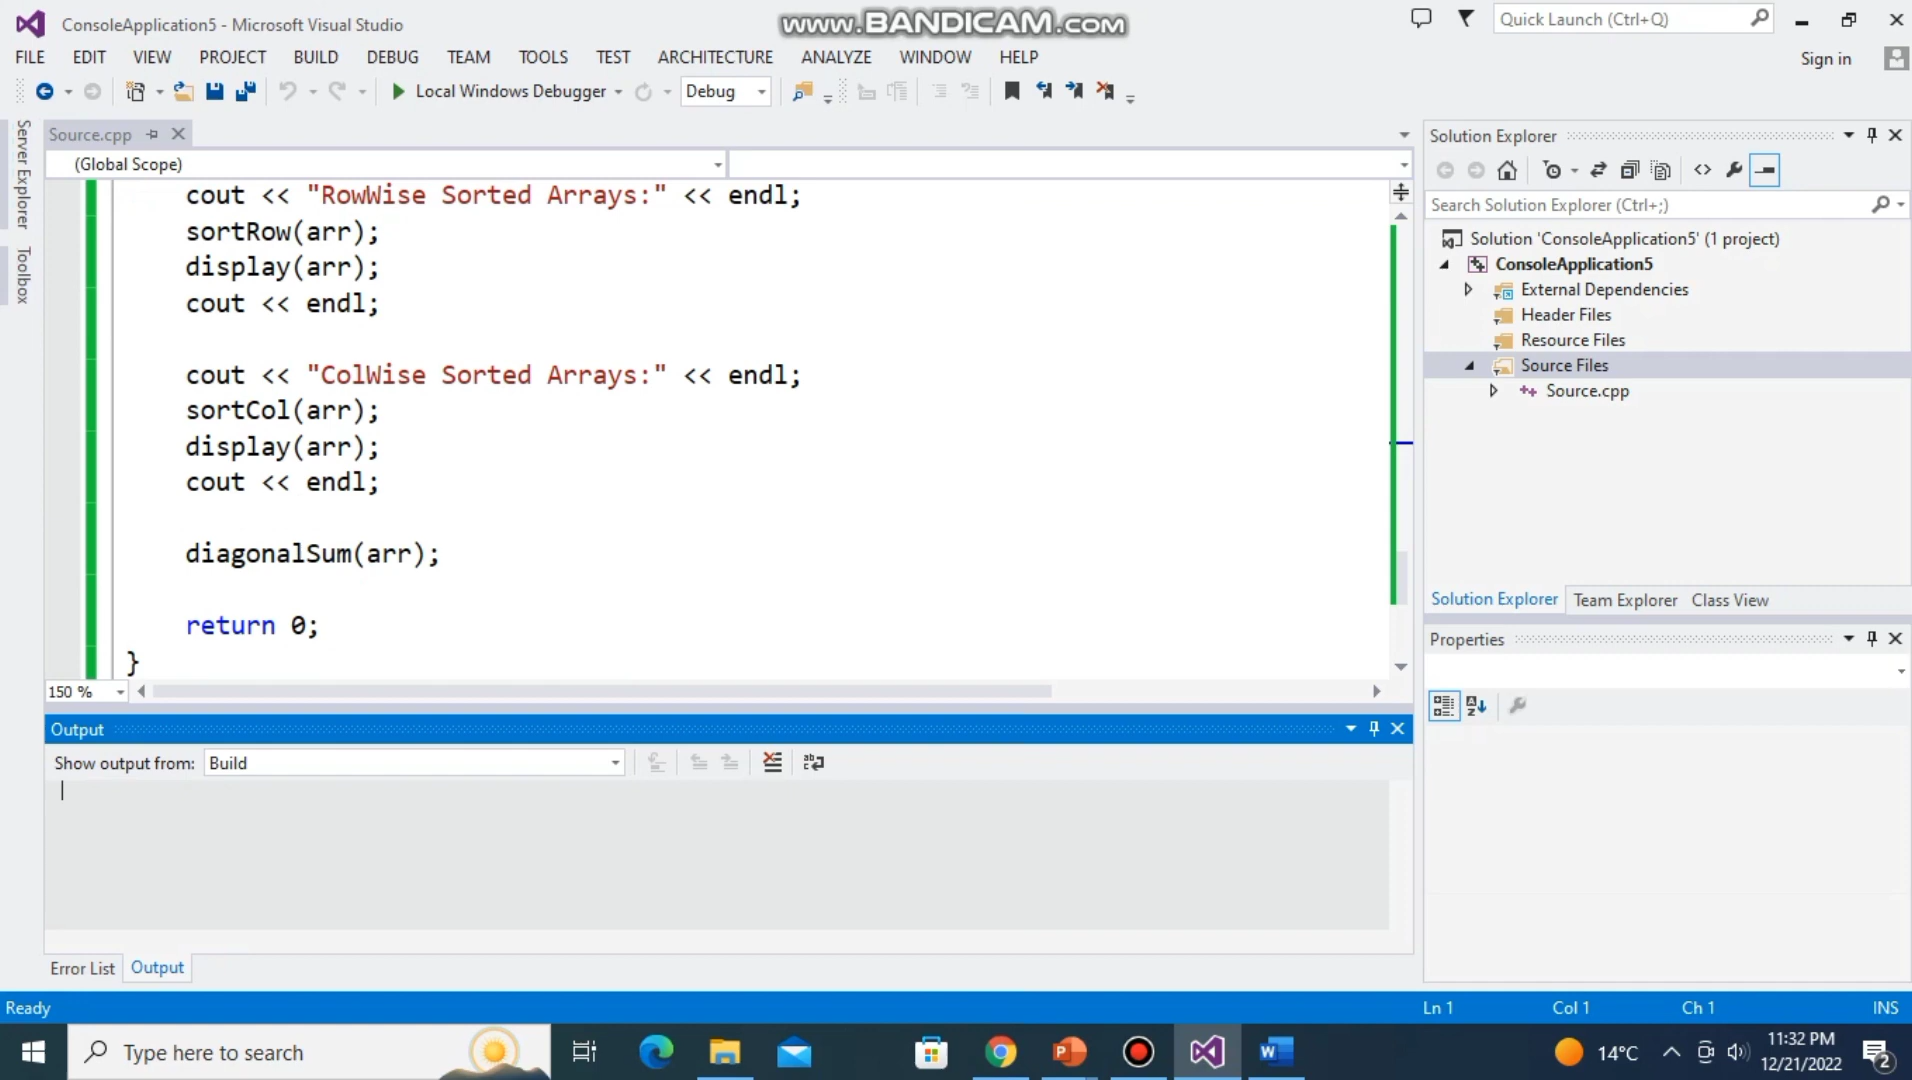 ConsoleApplication5 - Microsoft Visual Studio
www.BANDICAM.com
Quick Launch (Ctrl+Q)
FILE EDIT VIEW PROJECT BUILD DEBUG TEAM TOOLS TEST ARCHITECTURE ANALYZE WINDOW HELP
Sign in
Local Windows Debugger Debug
Server Explorer
Toolbox
Source.cpp
(Global Scope)
cout << "RowWise Sorted Arrays:" << endl;
sortRow(arr);
display(arr);
cout << endl;
cout << "ColWise Sorted Arrays:" << endl;
sortCol(arr);
display(arr);
cout << endl;
diagonalSum(arr);
return 0;
}
150 %
Output
Show output from: Build
Error List Output
Solution Explorer
Search Solution Explorer (Ctrl+;)
Solution 'ConsoleApplication5' (1 project)
ConsoleApplication5
External Dependencies
Header Files
Resource Files
Source Files
Source.cpp
Solution Explorer Team Explorer Class View
Properties
Ready Ln 1 Col 1 Ch 1 INS
Type here to search
14°C
11:32 PM
12/21/2022
2